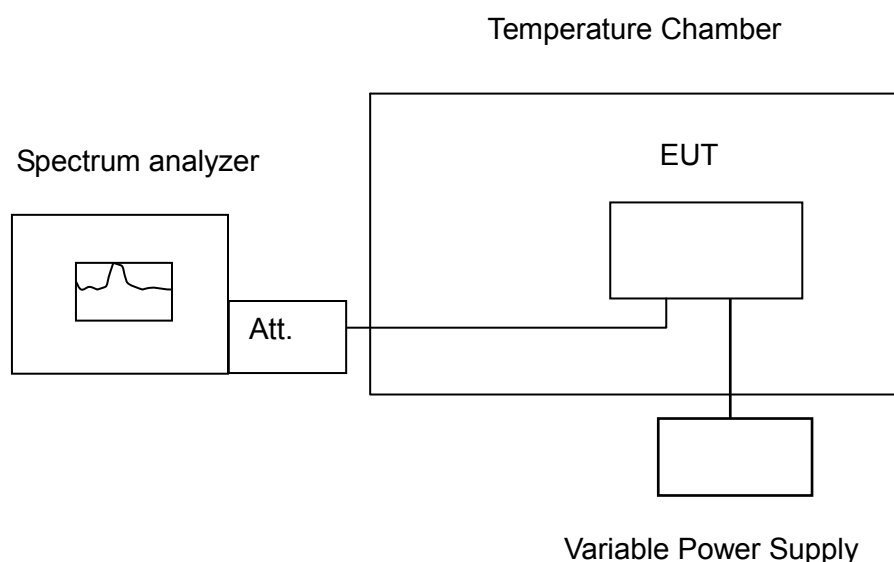 Temperature Chamber
Spectrum analyzer
EUT
Att.
Variable Power Supply